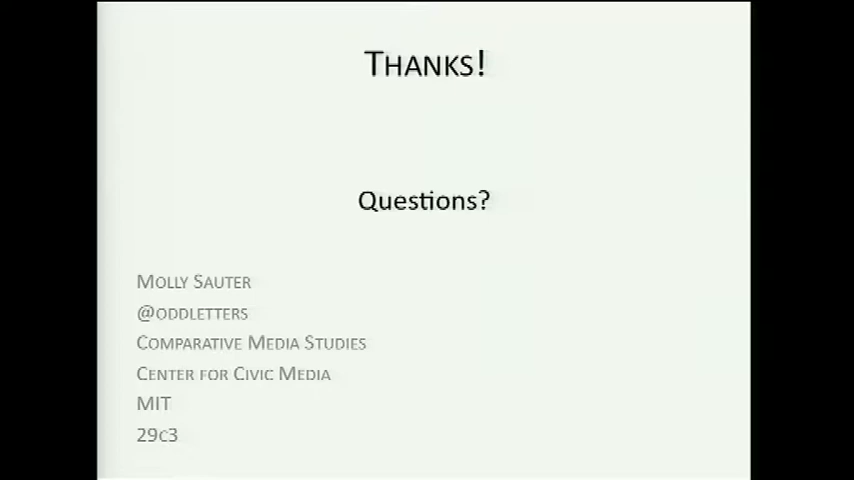 THANKS!
Questions?
MOLLY SAUTER
@ODDLETTERS
COMPARATIVE MEDIA STUDIES
CENTER FOR CIVIC MEDIA
MIT
29C3